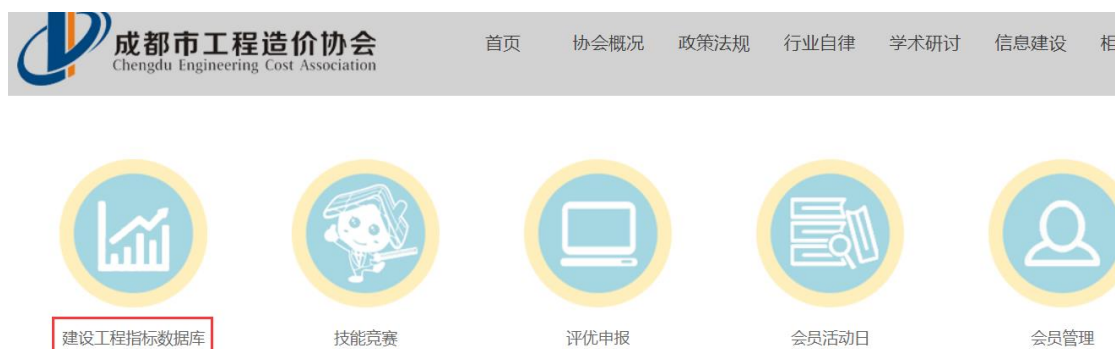 成都市工程造价协会
Chengdu Engineering Cost Association
首页 协会概况 政策法规 行业自律 学术研讨 信息建设 相
建设工程指标数据库 技能竞赛 评优申报 会员活动日 会员管理